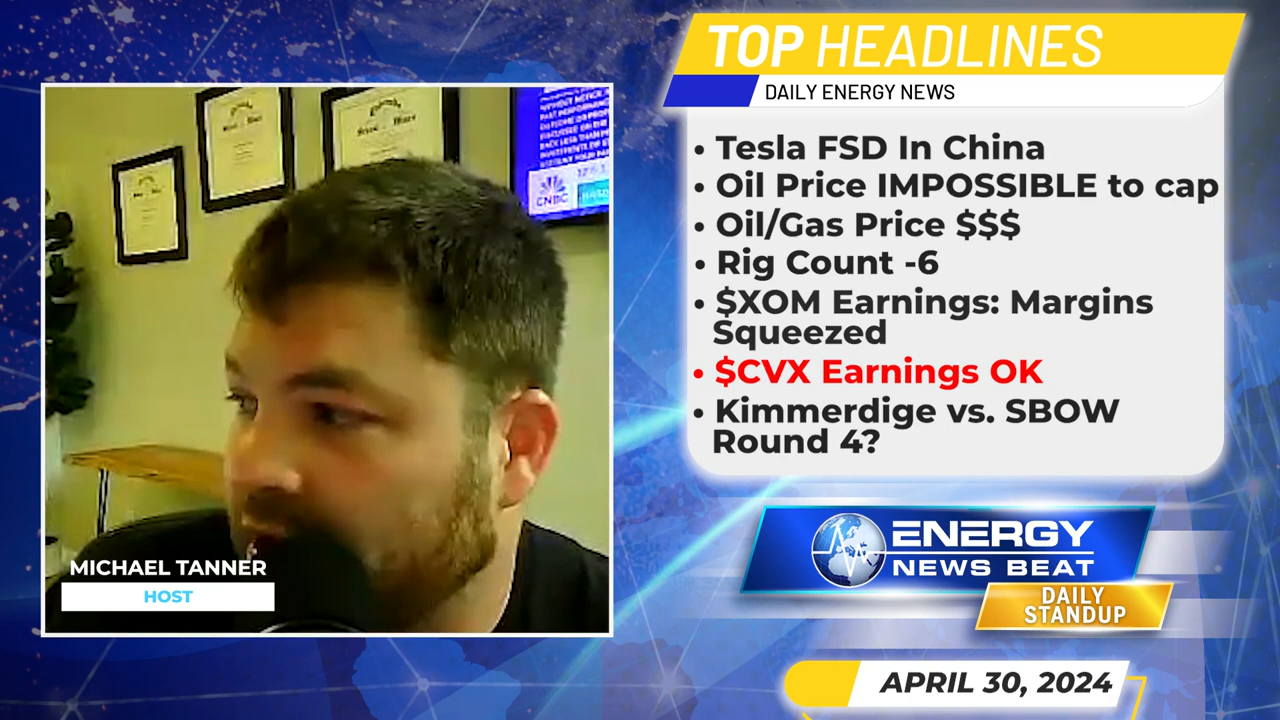 TOP HEADLINES
DAILY ENERGY NEWS
• Tesla FSD In China
• Oil Price IMPOSSIBLE to cap
• Oil/Gas Price $$$
• Rig Count -6
• $XOM Earnings: Margins
Squeezed
• $CVX Earnings OK
• Kimmerdige vs. SBOW
Round 4?
CNBC
MICHAEL TANNER
HOST
ENERGY
NEWS BEAT
DAILY
STANDUP
APRIL 30, 2024